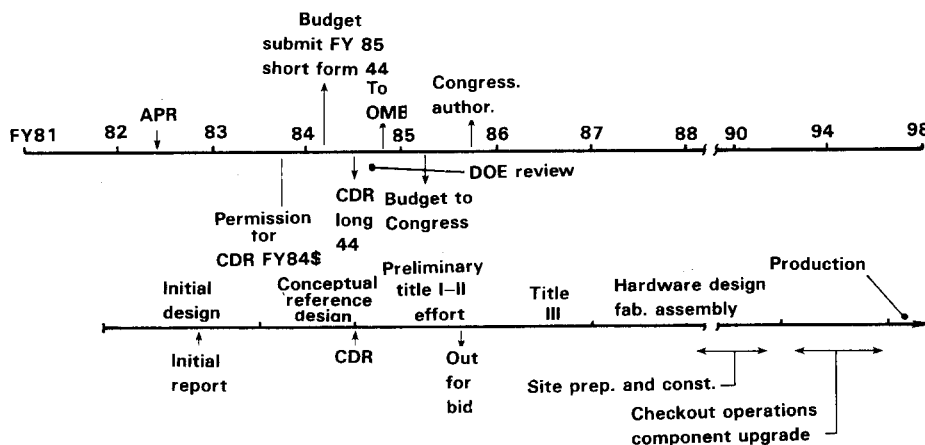 Budget
submit FY 85
short form 44
To
OMB
Congress.
author.
APR
FY81 82 83 84 85 86 87 88 90 94 98
DOE review
Permission
tor
CDR FY84$
CDR
long
44
Budget to
Congress
Initial
design
Conceptual
reference
design
Preliminary
title I–II
effort
Title
III
Hardware design
fab. assembly
Production
Initial
report
CDR
Out
for
bid
Site prep. and const.
Checkout operations
component upgrade